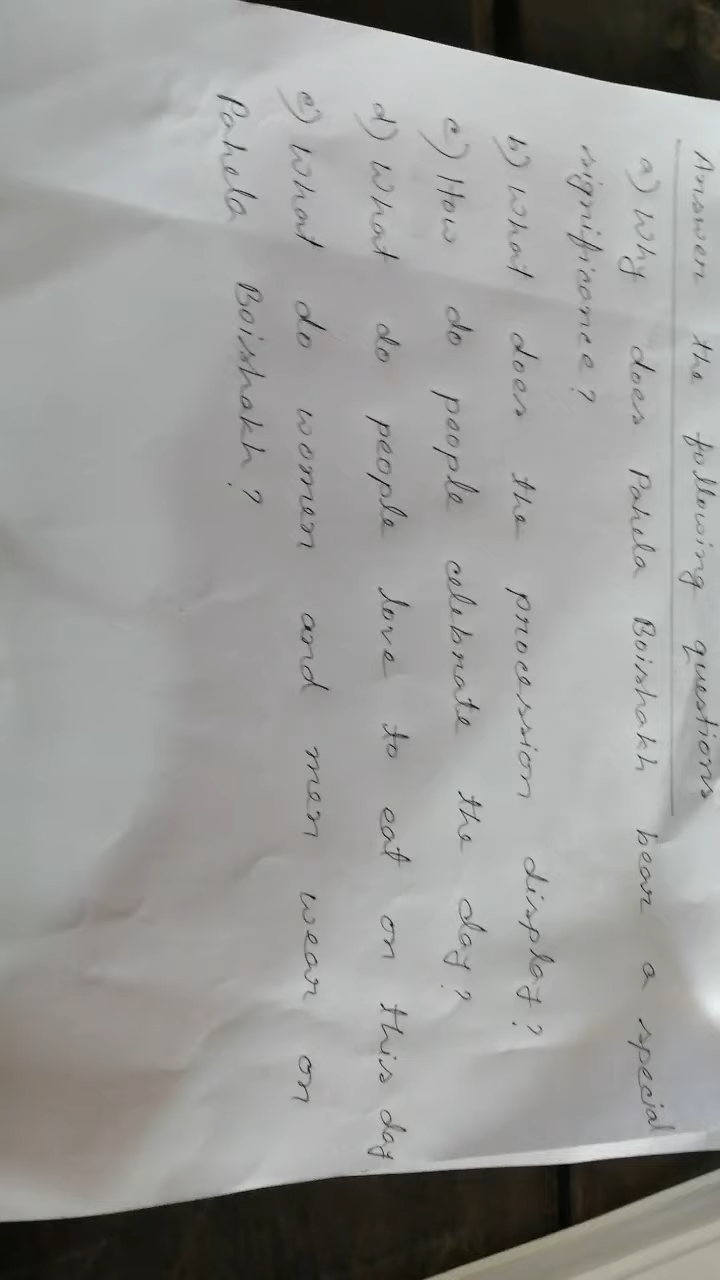 Answer the following questions
a) Why does Pahela Boishakh bear a special
significance?
b) What does the procession display?
c) How do people celebrate the day?
d) What do people love to eat on this day
e) What do women and men wear on
Pahela Boishakh?